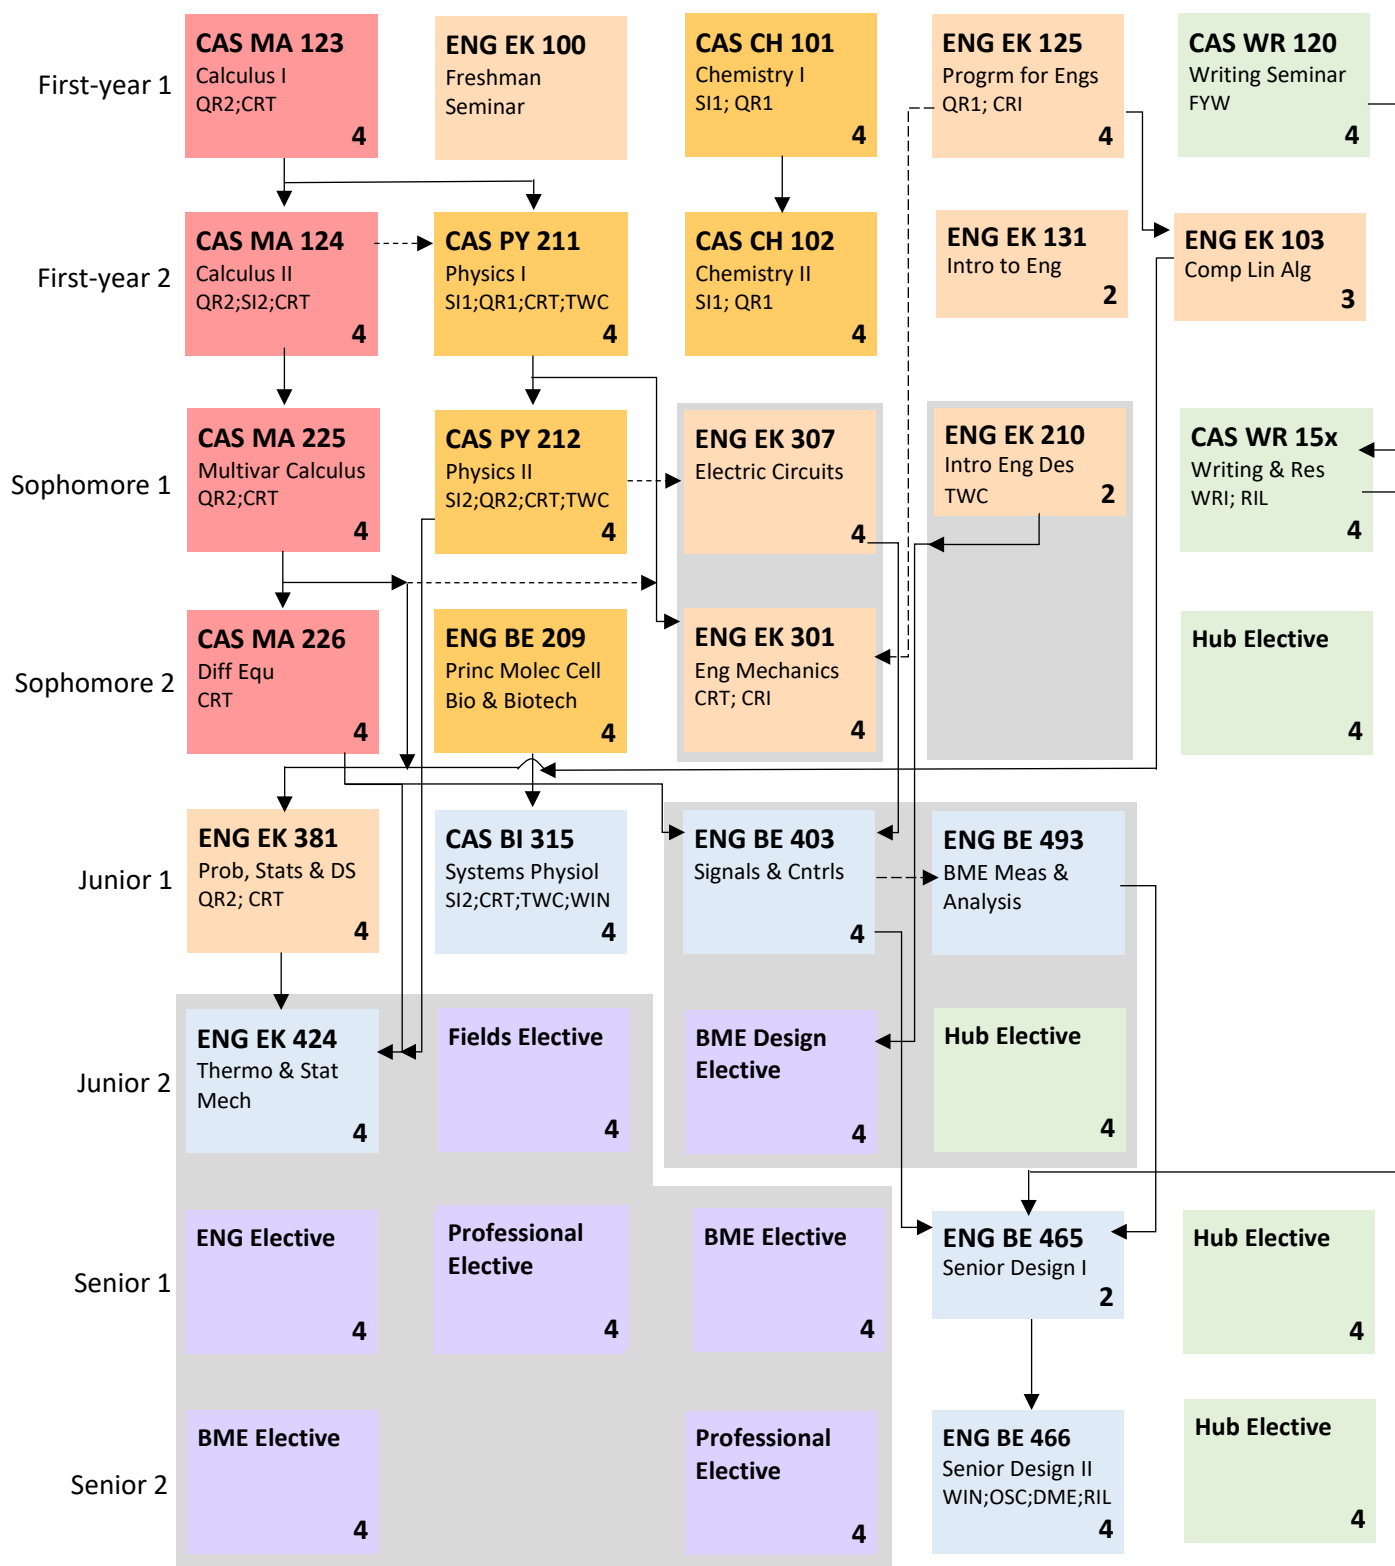 First-year 1
CAS MA 123
Calculus I
QR2;CRT
4
ENG EK 100
Freshman
Seminar
CAS CH 101
Chemistry I
SI1; QR1
4
ENG EK 125
Progrm for Engs
QR1; CRI
4
CAS WR 120
Writing Seminar
FYW
4
First-year 2
CAS MA 124
Calculus II
QR2;SI2;CRT
4
CAS PY 211
Physics I
SI1;QR1;CRT;TWC
4
CAS CH 102
Chemistry II
SI1; QR1
4
ENG EK 131
Intro to Eng
2
ENG EK 103
Comp Lin Alg
3
Sophomore 1
CAS MA 225
Multivar Calculus
QR2;CRT
4
CAS PY 212
Physics II
SI2;QR2;CRT;TWC
4
ENG EK 307
Electric Circuits
4
ENG EK 210
Intro Eng Des
TWC
2
CAS WR 15x
Writing & Res
WRI; RIL
4
Sophomore 2
CAS MA 226
Diff Equ
CRT
4
ENG BE 209
Princ Molec Cell
Bio & Biotech
4
ENG EK 301
Eng Mechanics
CRT; CRI
4
Hub Elective
4
Junior 1
ENG EK 381
Prob, Stats & DS
QR2; CRT
4
CAS BI 315
Systems Physiol
SI2;CRT;TWC;WIN
4
ENG BE 403
Signals & Cntrls
4
ENG BE 493
BME Meas &
Analysis
Junior 2
ENG EK 424
Thermo & Stat
Mech
4
Fields Elective
4
BME Design
Elective
4
Hub Elective
4
Senior 1
ENG Elective
4
Professional
Elective
4
BME Elective
4
ENG BE 465
Senior Design I
2
Hub Elective
4
Senior 2
BME Elective
4
Professional
Elective
4
ENG BE 466
Senior Design II
WIN;OSC;DME;RIL
4
Hub Elective
4